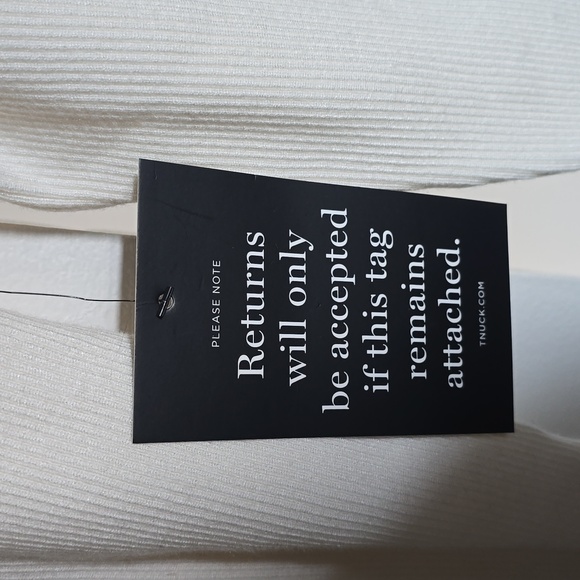 PLEASE NOTE
Returns
will only
be accepted
if this tag
remains
attached.
TNUCK.COM